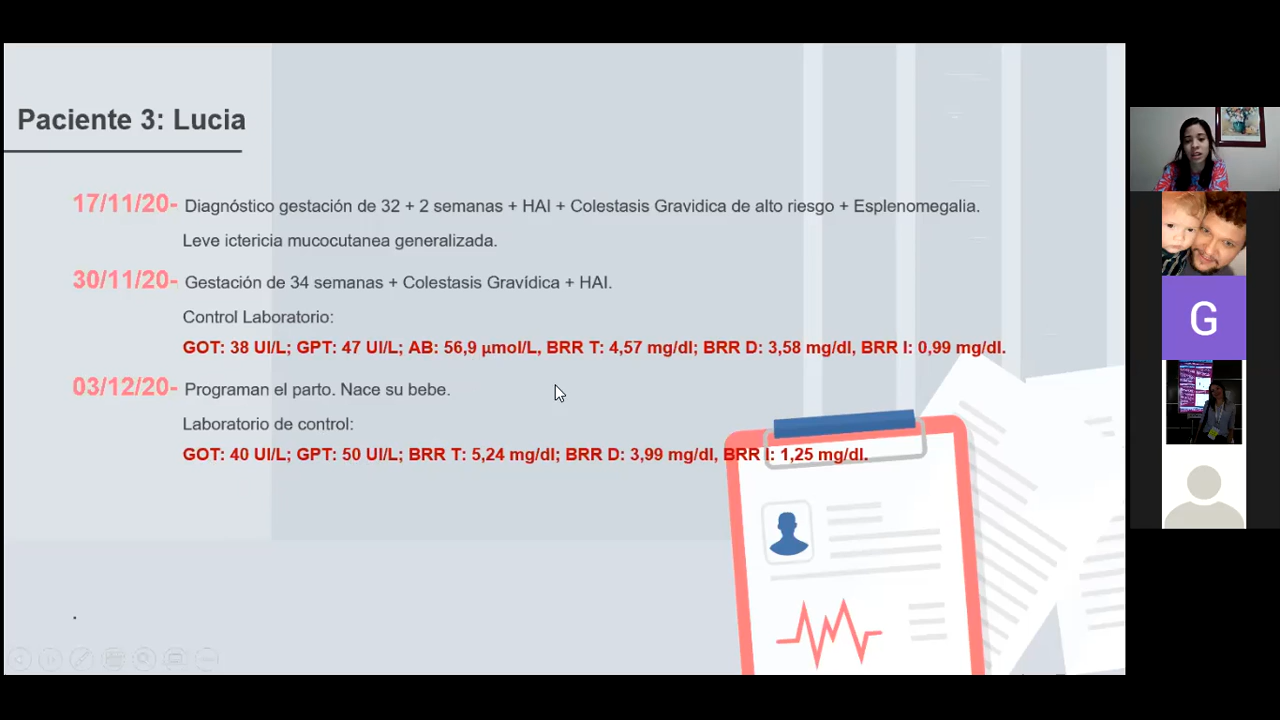 Paciente 3: Lucia
17/11/20- Diagnóstico gestación de 32 + 2 semanas + HAI + Colestasis Gravidica de alto riesgo + Esplenomegalia.
Leve ictericia mucocutanea generalizada.
30/11/20- Gestación de 34 semanas + Colestasis Gravídica + HAI.
Control Laboratorio:
GOT: 38 UI/L; GPT: 47 UI/L; AB: 56,9 µmol/L, BRR T: 4,57 mg/dl; BRR D: 3,58 mg/dl, BRR I: 0,99 mg/dl.
03/12/20- Programan el parto. Nace su bebe.
Laboratorio de control:
GOT: 40 UI/L; GPT: 50 UI/L; BRR T: 5,24 mg/dl; BRR D: 3,99 mg/dl, BRR I: 1,25 mg/dl.
.
G